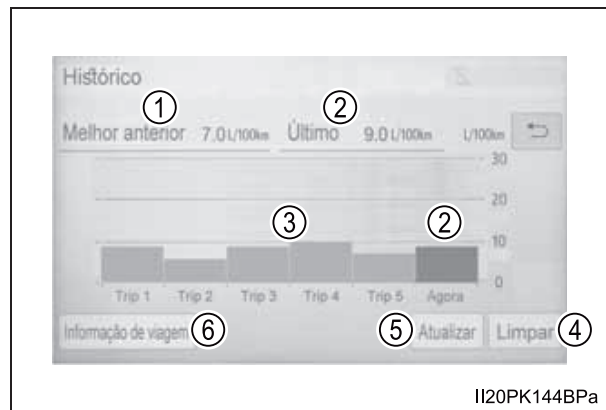 Histórico
① ②
Melhor anterior 7.0 L/100km Último 9.0 L/100km L/100km
30
20
③ ②
10
0
Trip 1 Trip 2 Trip 3 Trip 4 Trip 5 Agora
Informação de viagem ⑥ ⑤ Atualizar Limpar ④
II20PK144BPa